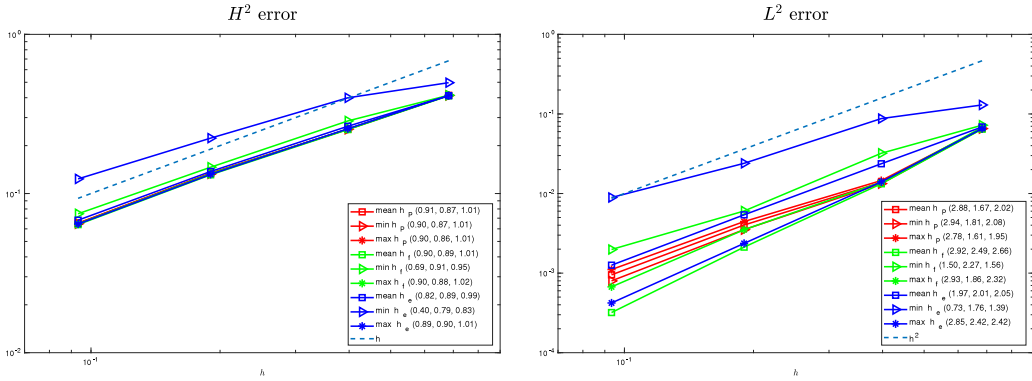 H² error
10⁰
10⁻¹
10⁻²
10⁻¹
h
mean h_P (0.91, 0.87, 1.01)
min h_P (0.90, 0.87, 1.01)
max h_P (0.90, 0.86, 1.01)
mean h_f (0.90, 0.89, 1.01)
min h_f (0.69, 0.91, 0.95)
max h_f (0.90, 0.88, 1.02)
mean h_e (0.82, 0.89, 0.99)
min h_e (0.40, 0.79, 0.83)
max h_e (0.89, 0.90, 1.01)
h
L² error
10⁰
10⁻¹
10⁻²
10⁻³
10⁻⁴
10⁻¹
h
mean h_P (2.88, 1.67, 2.02)
min h_P (2.94, 1.81, 2.08)
max h_P (2.78, 1.61, 1.95)
mean h_f (2.92, 2.49, 2.66)
min h_f (1.50, 2.27, 1.56)
max h_f (2.93, 1.86, 2.32)
mean h_e (1.97, 2.01, 2.05)
min h_e (0.73, 1.76, 1.39)
max h_e (2.85, 2.42, 2.42)
h²